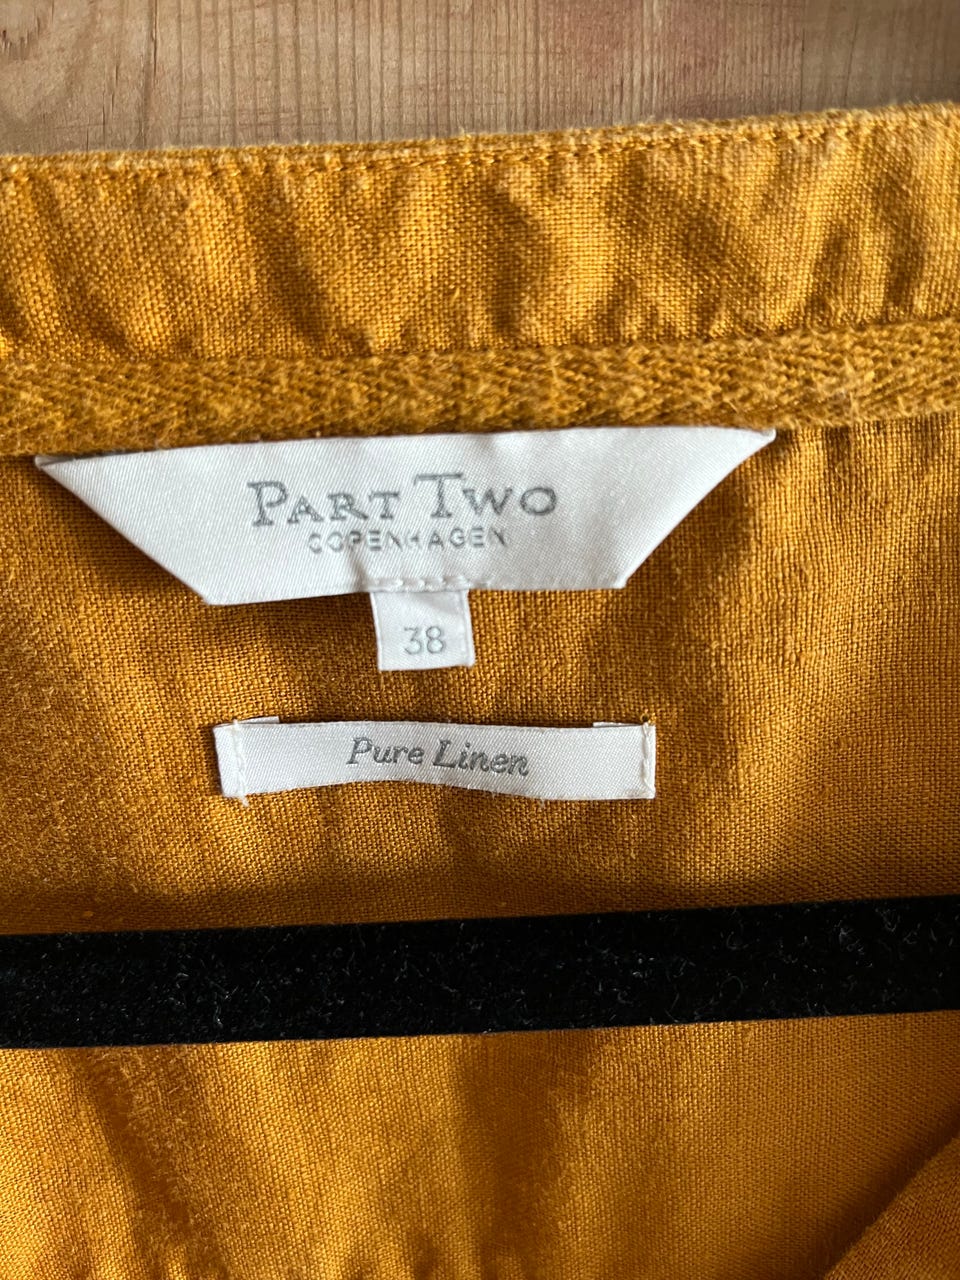 PART TWO
COPENHAGEN
38
Pure Linen